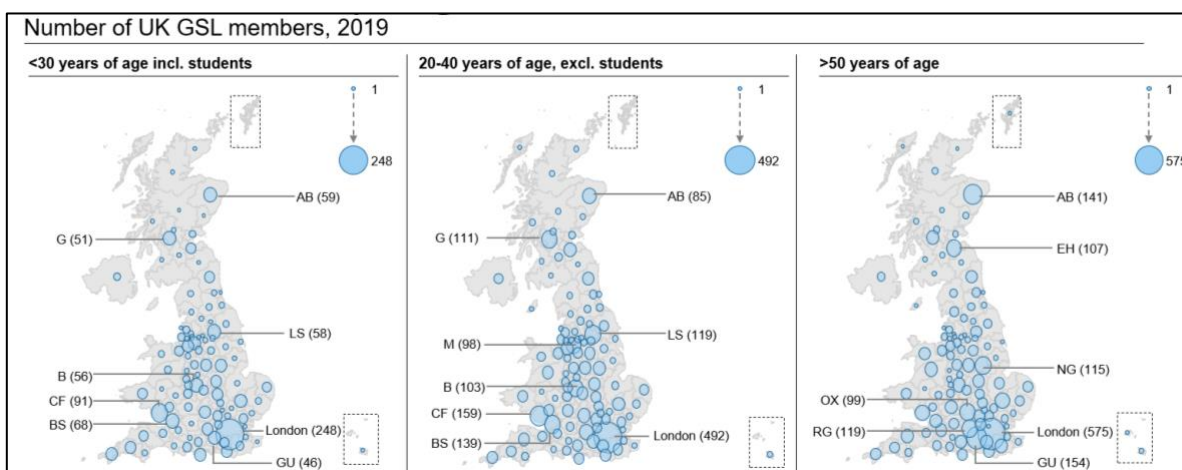 Number of UK GSL members, 2019
<30 years of age incl. students
1
248
AB (59)
G (51)
LS (58)
B (56)
CF (91)
BS (68)
London (248)
GU (46)
20-40 years of age, excl. students
1
492
AB (85)
G (111)
LS (119)
M (98)
B (103)
CF (159)
BS (139)
London (492)
>50 years of age
1
575
AB (141)
EH (107)
NG (115)
OX (99)
RG (119)
London (575)
GU (154)